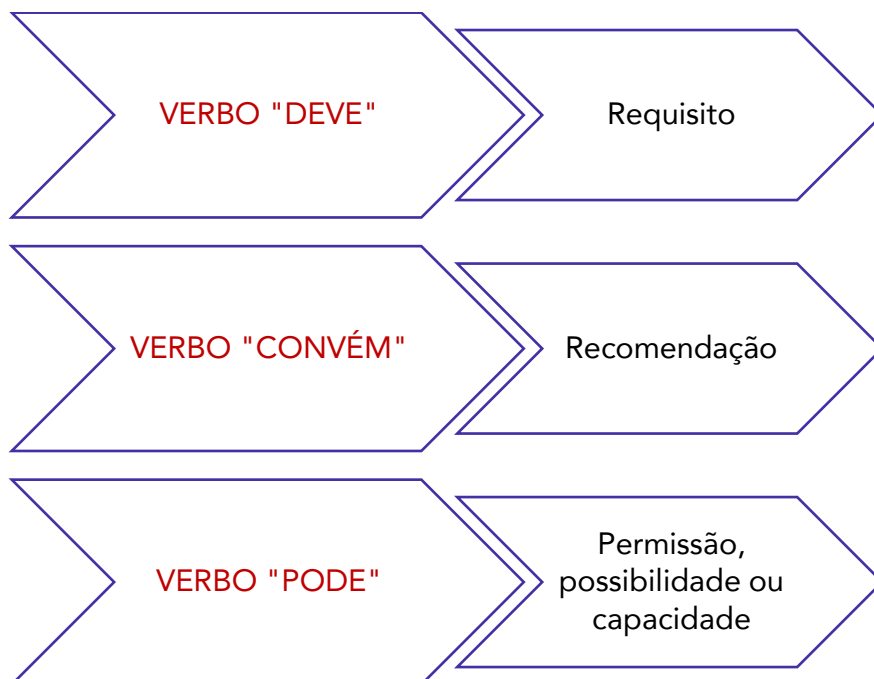 VERBO "DEVE"
Requisito
VERBO "CONVÉM"
Recomendação
VERBO "PODE"
Permissão,
possibilidade ou
capacidade